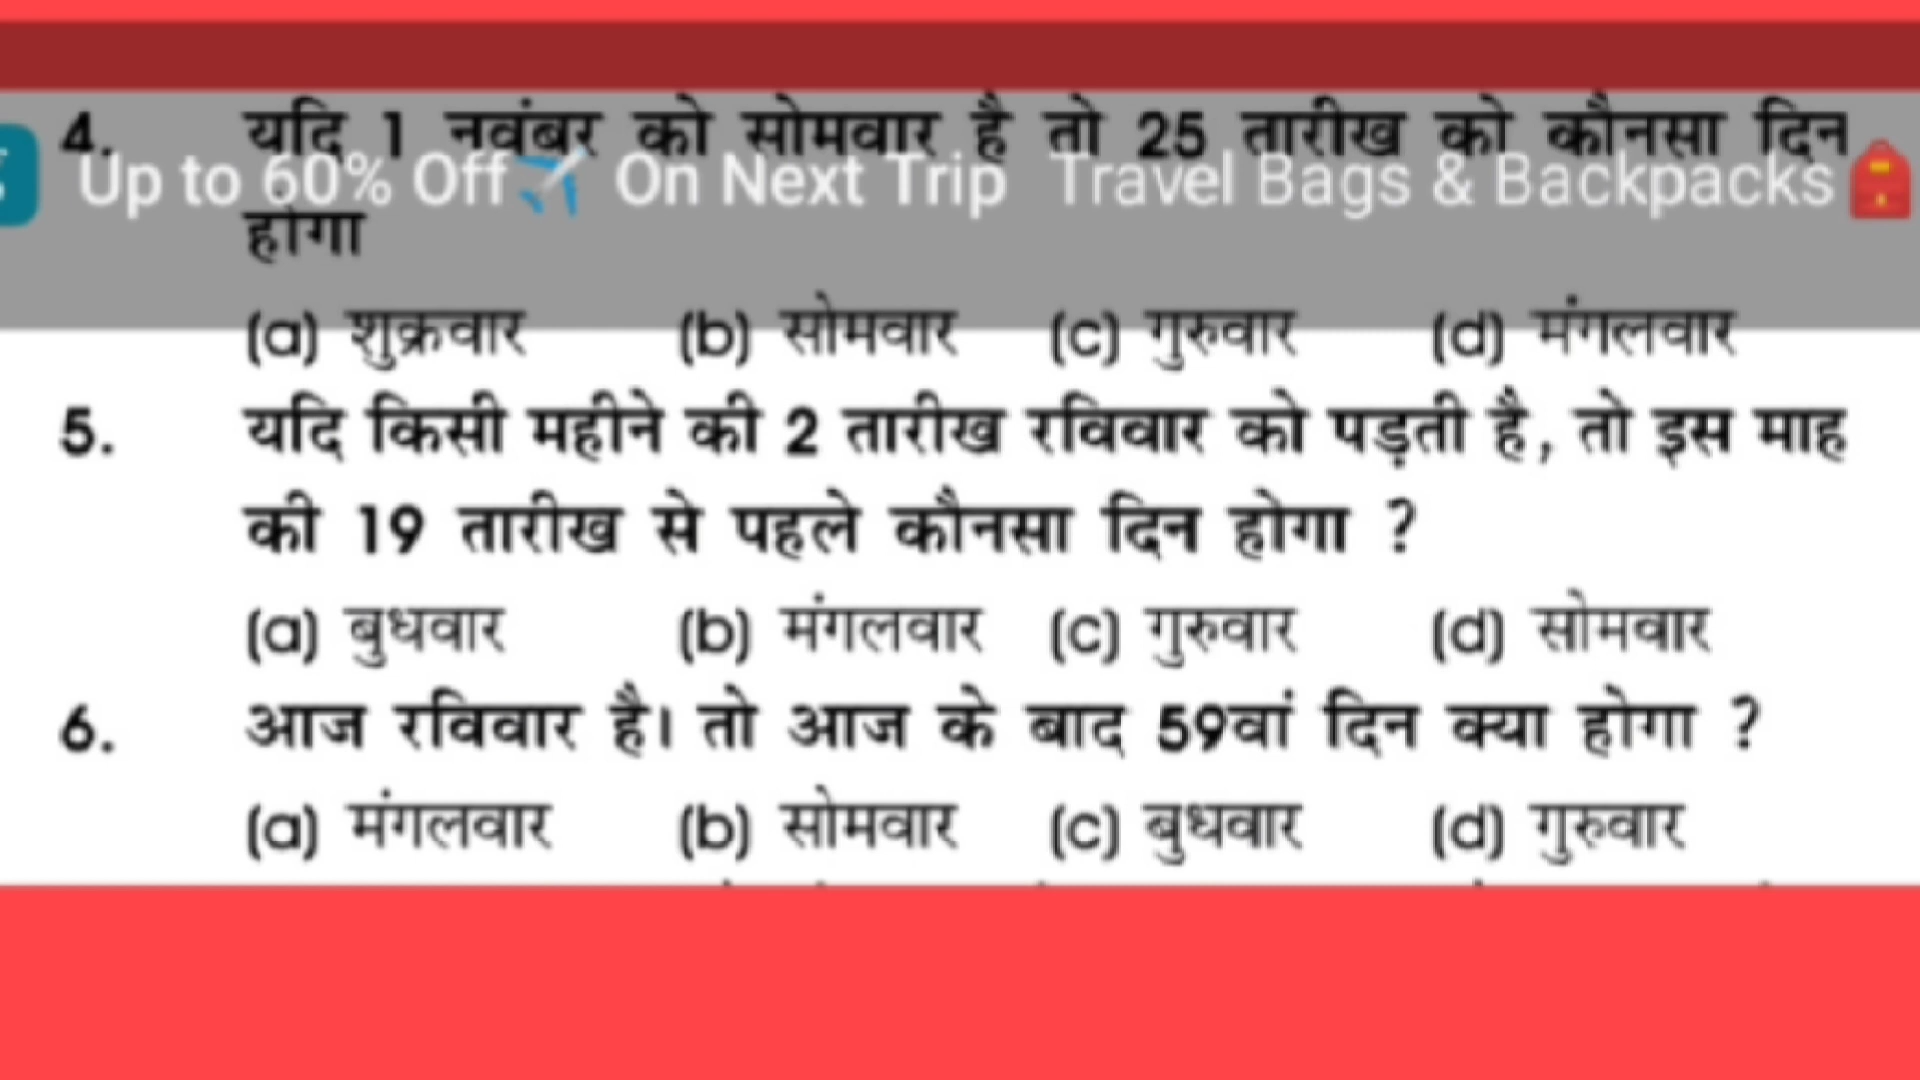 4. यदि 1 नवंबर को सोमवार है तो 25 तारीख को कौनसा दिन
Up to 60% Off✈️ On Next Trip Travel Bags & Backpacks🎒
होगा
(a) शुक्रवार (b) सोमवार (c) गुरुवार (d) मंगलवार
5. यदि किसी महीने की 2 तारीख रविवार को पड़ती है, तो इस माह
की 19 तारीख से पहले कौनसा दिन होगा ?
(a) बुधवार (b) मंगलवार (c) गुरुवार (d) सोमवार
6. आज रविवार है। तो आज के बाद 59वां दिन क्या होगा ?
(a) मंगलवार (b) सोमवार (c) बुधवार (d) गुरुवार